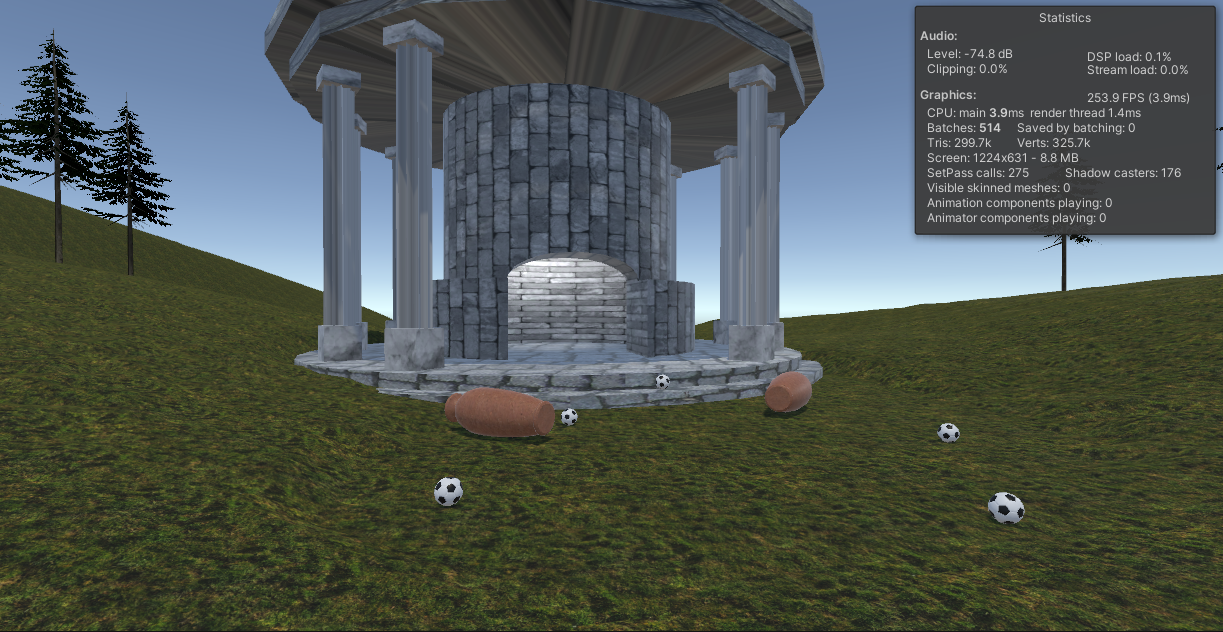 Statistics
Audio:
Level: -74.8 dB DSP load: 0.1%
Clipping: 0.0% Stream load: 0.0%
Graphics: 253.9 FPS (3.9ms)
CPU: main 3.9ms render thread 1.4ms
Batches: 514 Saved by batching: 0
Tris: 299.7k Verts: 325.7k
Screen: 1224x631 - 8.8 MB
SetPass calls: 275 Shadow casters: 176
Visible skinned meshes: 0
Animation components playing: 0
Animator components playing: 0